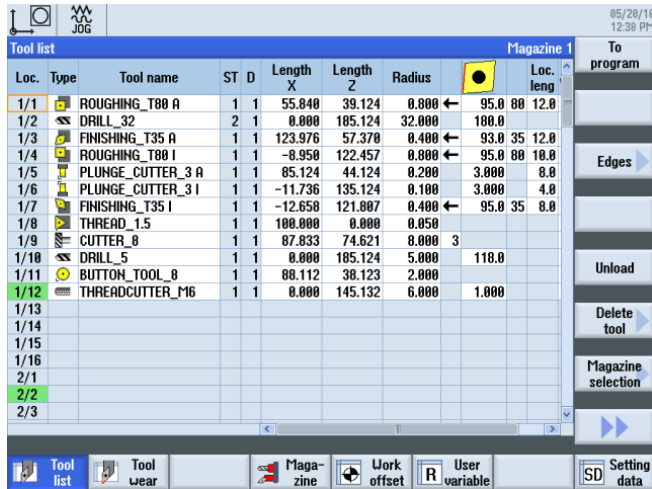 JOG
05/20/16
12:38 PM
Tool list Magazine 1
Loc. Type Tool name ST D Length X Length Z Radius Loc. leng
1/1 ROUGHING_T80 A 1 1 55.840 39.124 0.800 ← 95.0 80 12.0
1/2 DRILL_32 2 1 0.000 185.124 32.000 180.0
1/3 FINISHING_T35 A 1 1 123.976 57.370 0.400 ← 93.0 35 12.0
1/4 ROUGHING_T80 I 1 1 -8.950 122.457 0.800 ← 95.0 80 10.0
1/5 PLUNGE_CUTTER_3 A 1 1 85.124 44.124 0.200 3.000 8.0
1/6 PLUNGE_CUTTER_3 I 1 1 -11.736 135.124 0.100 3.000 4.0
1/7 FINISHING_T35 I 1 1 -12.658 121.807 0.400 ← 95.0 35 8.0
1/8 THREAD_1.5 1 1 100.000 0.000 0.050
1/9 CUTTER_8 1 1 87.833 74.621 8.000 3
1/10 DRILL_5 1 1 0.000 185.124 5.000 118.0
1/11 BUTTON_TOOL_8 1 1 88.112 38.123 2.000
1/12 THREADCUTTER_M6 1 1 0.000 145.132 6.000 1.000
1/13
1/14
1/15
1/16
2/1
2/2
2/3
To
program
Edges
Unload
Delete
tool
Magazine
selection
Tool
list
Tool
wear
Maga-
zine
Work
offset
R User
variable
SD Setting
data